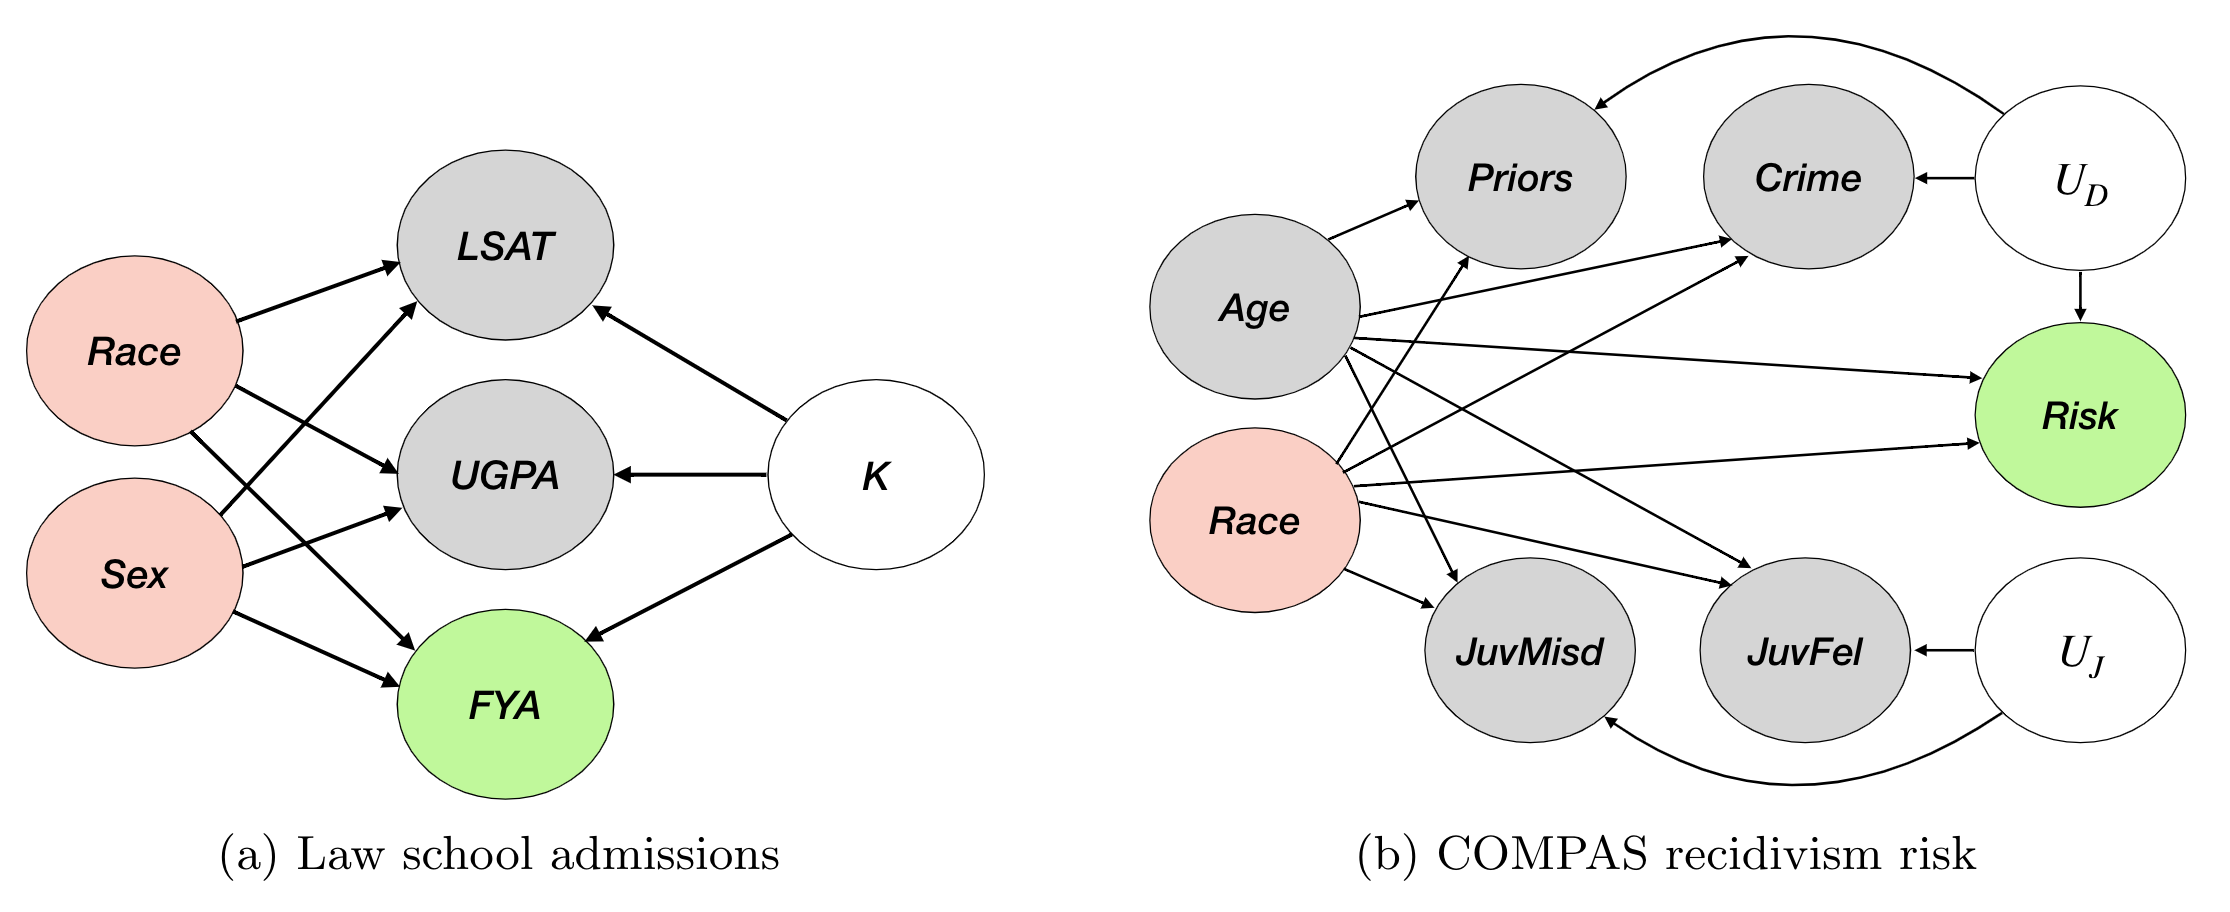 LSAT
Race
UGPA
K
Sex
FYA
(a) Law school admissions
Priors
Crime
U_D
Age
Risk
Race
JuvMisd
JuvFel
U_J
(b) COMPAS recidivism risk